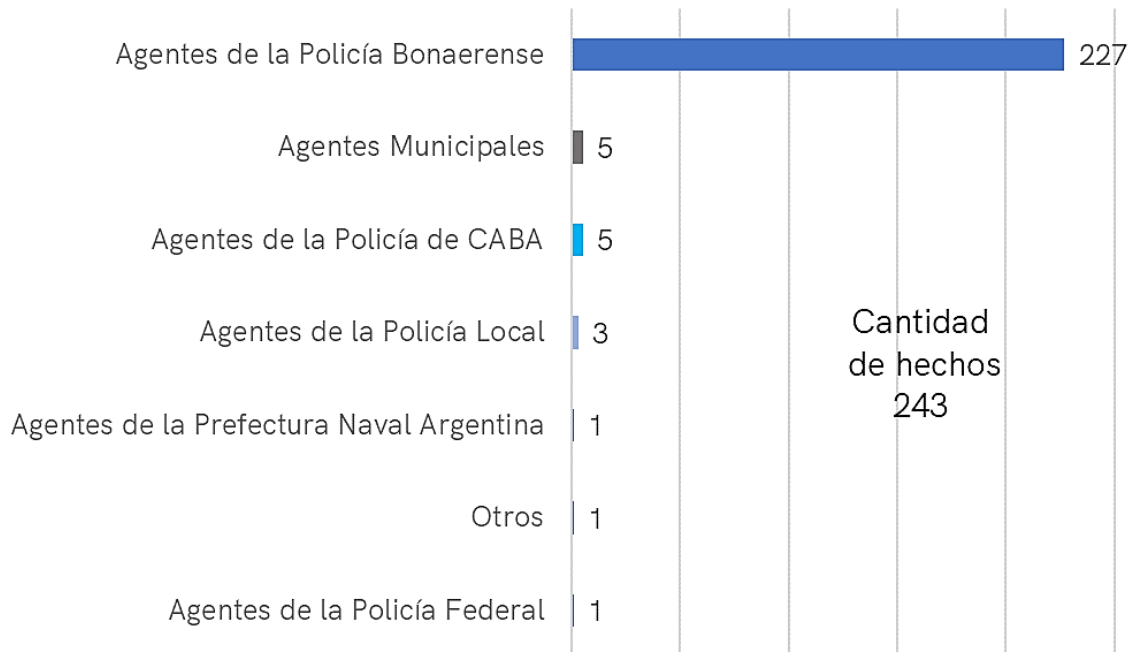 Agentes de la Policía Bonaerense 227
Agentes Municipales 5
Agentes de la Policía de CABA 5
Agentes de la Policía Local 3
Cantidad
de hechos
243
Agentes de la Prefectura Naval Argentina 1
Otros 1
Agentes de la Policía Federal 1